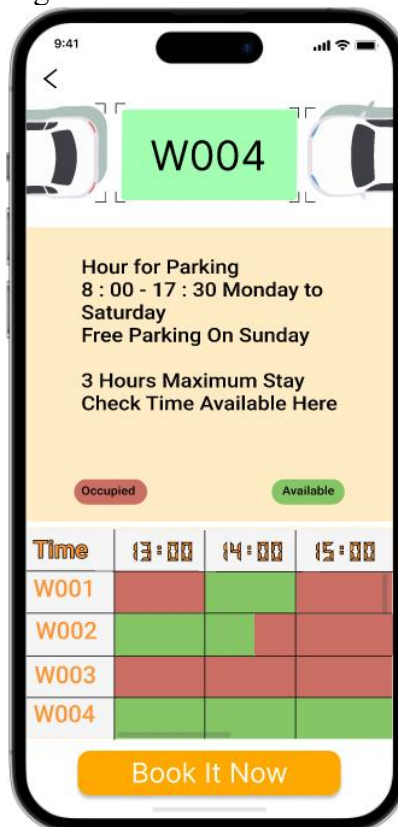 9:41
W004
Hour for Parking
8 : 00 - 17 : 30 Monday to
Saturday
Free Parking On Sunday
3 Hours Maximum Stay
Check Time Available Here
Occupied Available
Time 13:00 14:00 15:00
W001
W002
W003
W004
Book It Now